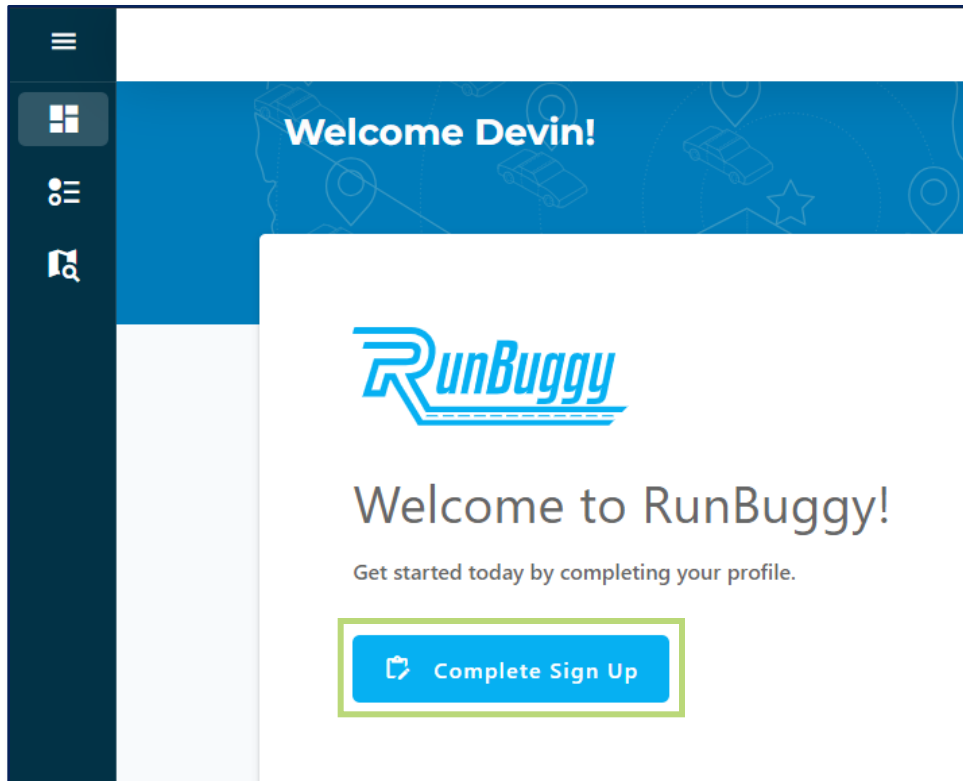 Welcome Devin!
RunBuggy
Welcome to RunBuggy!
Get started today by completing your profile.
Complete Sign Up